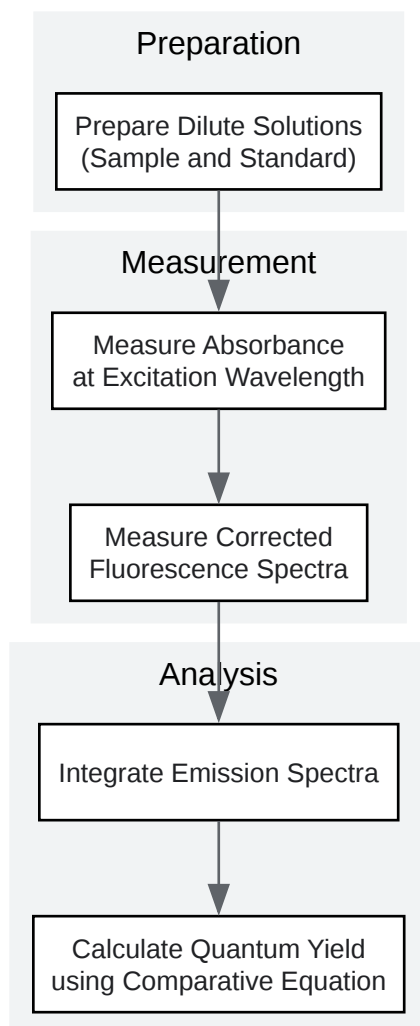 Preparation
Prepare Dilute Solutions
(Sample and Standard)
Measurement
Measure Absorbance
at Excitation Wavelength
Measure Corrected
Fluorescence Spectra
Analysis
Integrate Emission Spectra
Calculate Quantum Yield
using Comparative Equation